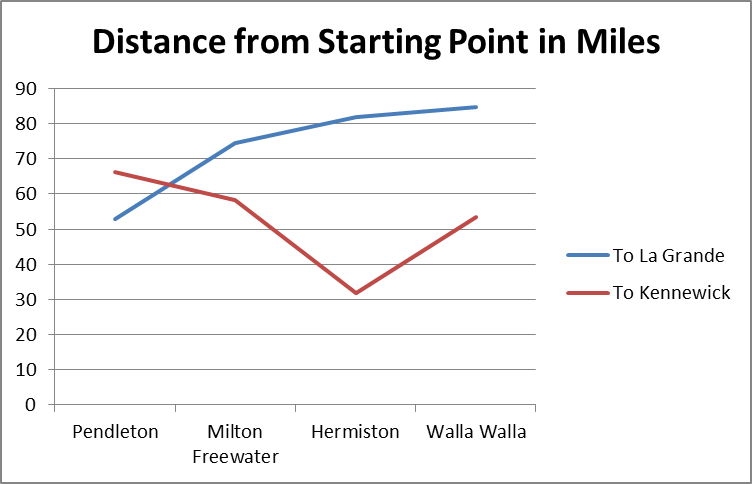 Distance from Starting Point in Miles
90
80
70
60
50
40
30
20
10
0
Pendleton
Milton
Freewater
Hermiston
Walla Walla
To La Grande
To Kennewick